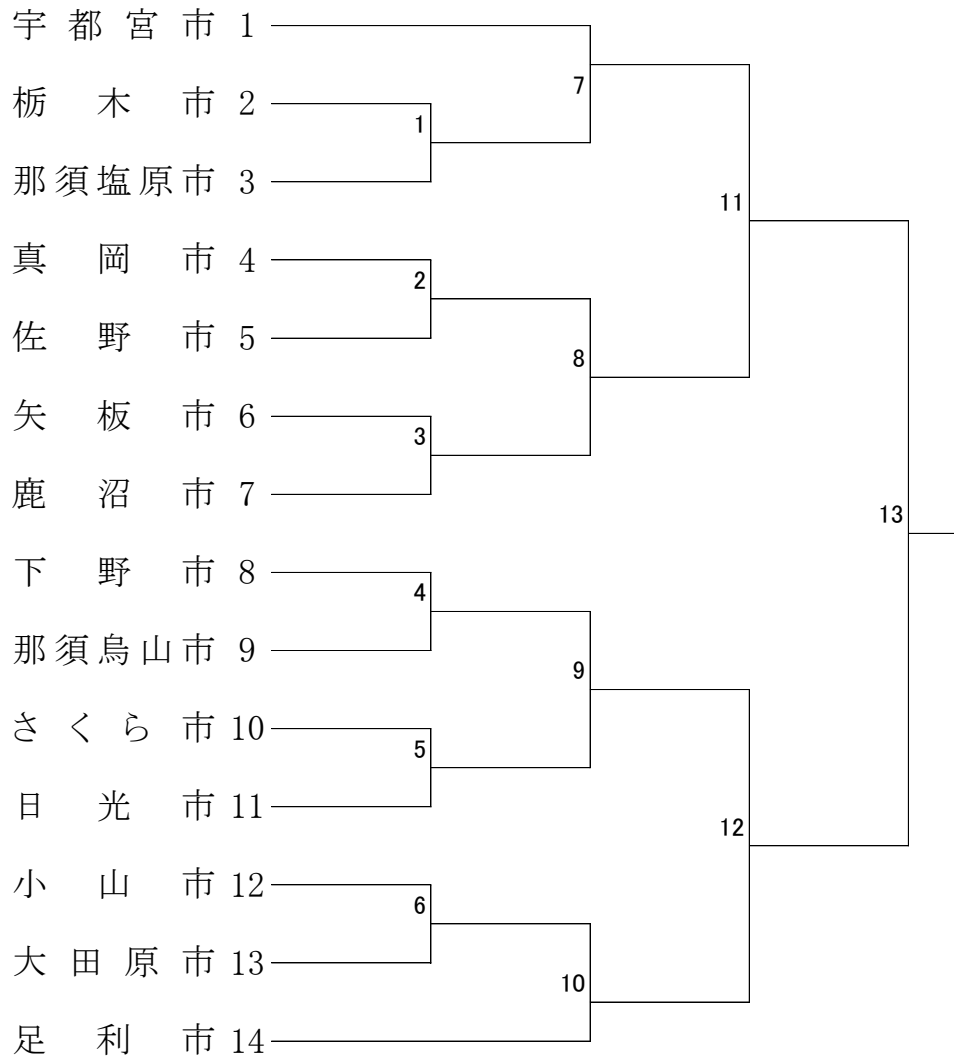 宇都宮市 1
7
栃木市 2
1
那須塩原市 3
11
真岡市 4
2
佐野市 5
8
矢板市 6
3
鹿沼市 7
13
下野市 8
4
那須烏山市 9
9
さくら市 10
5
日光市 11
12
小山市 12
6
大田原市 13
10
足利市 14